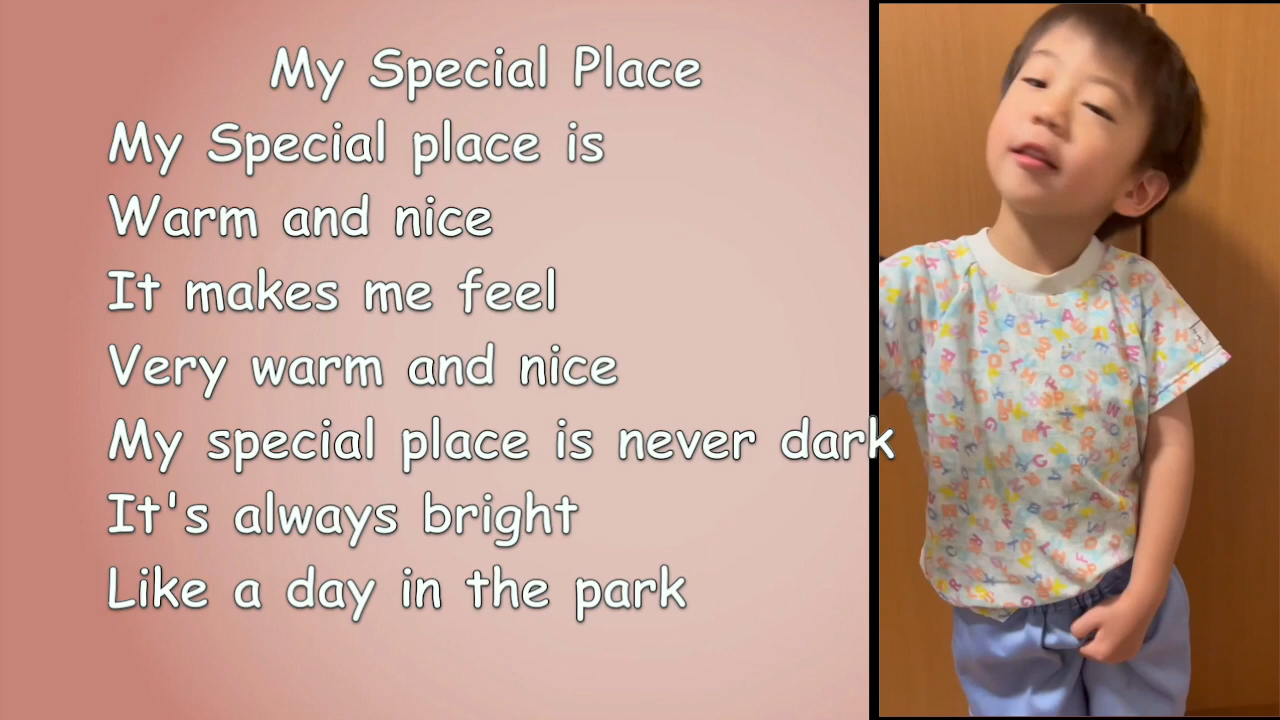 My Special Place
My Special place is
Warm and nice
It makes me feel
Very warm and nice
My special place is never dark
It's always bright
Like a day in the park